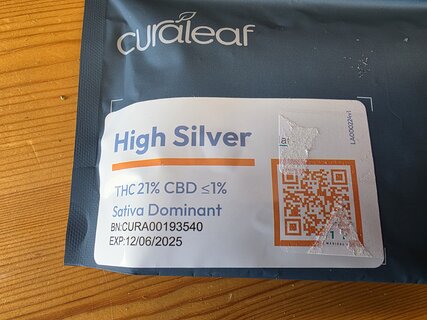 curaleaf
High Silver
THC 21% CBD ≤1%
Sativa Dominant
BN:CURA00193540
EXP:12/06/2025